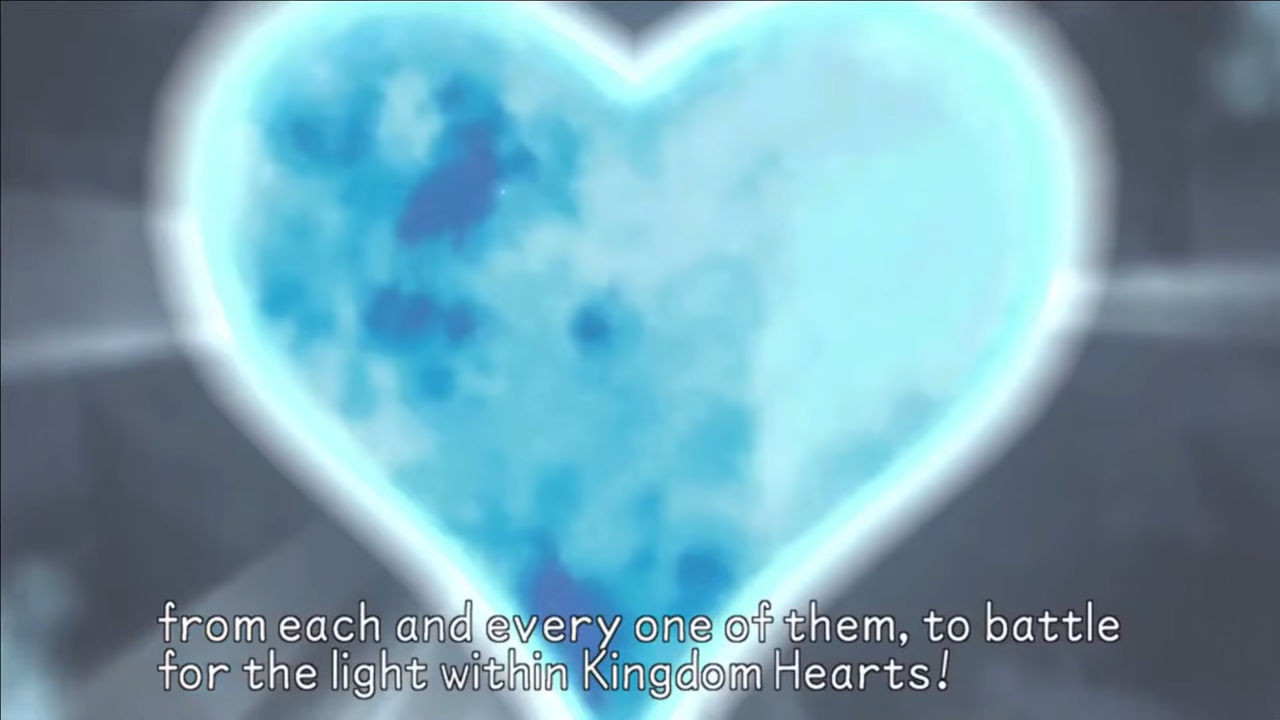 from each and every one of them, to battle
for the light within Kingdom Hearts!